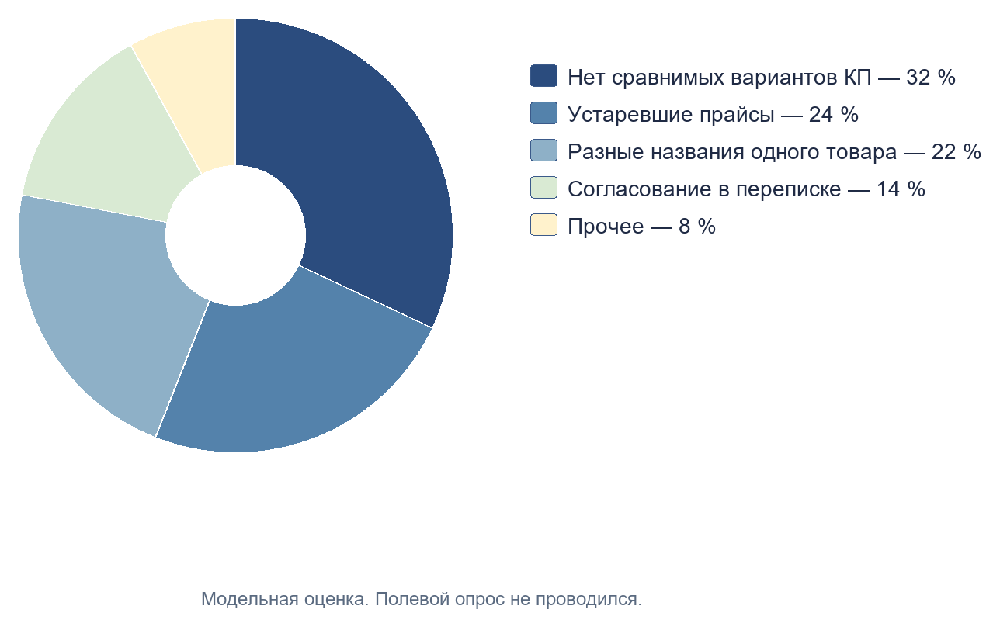 Нет сравнимых вариантов КП — 32 %
Устаревшие прайсы — 24 %
Разные названия одного товара — 22 %
Согласование в переписке — 14 %
Прочее — 8 %
Модельная оценка. Полевой опрос не проводился.